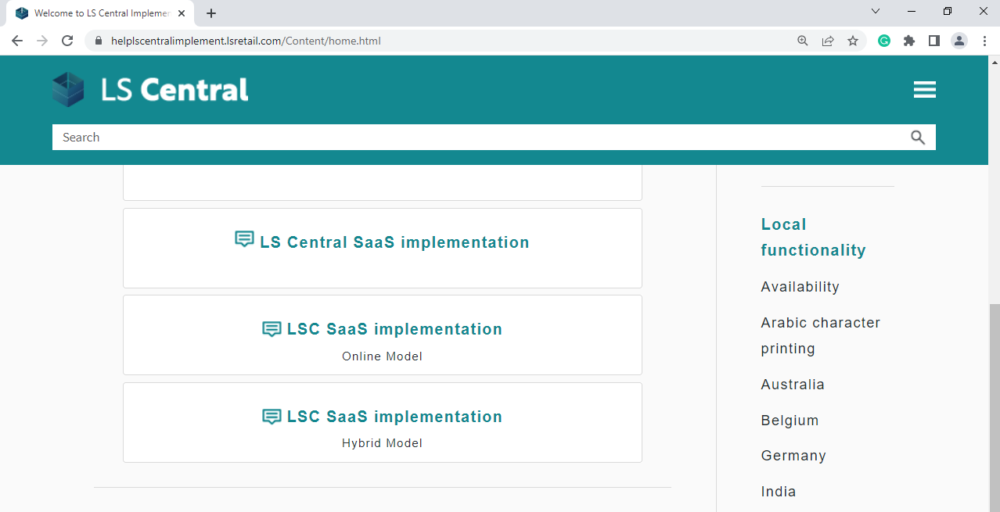 Welcome to LS Central Implemen
helplscentralimplement.lsretail.com/Content/home.html
LS Central
Search
LS Central SaaS implementation
LSC SaaS implementation
Online Model
LSC SaaS implementation
Hybrid Model
Local
functionality
Availability
Arabic character
printing
Australia
Belgium
Germany
India